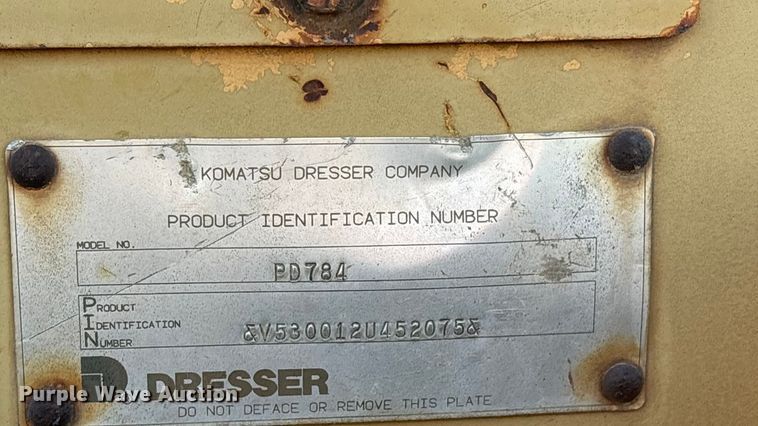 KOMATSU DRESSER COMPANY
PRODUCT IDENTIFICATION NUMBER
MODEL NO.
PD784
PRODUCT
IDENTIFICATION
NUMBER
&V530012U452075&
DRESSER
DO NOT DEFACE OR REMOVE THIS PLATE
Purple Wave Auction